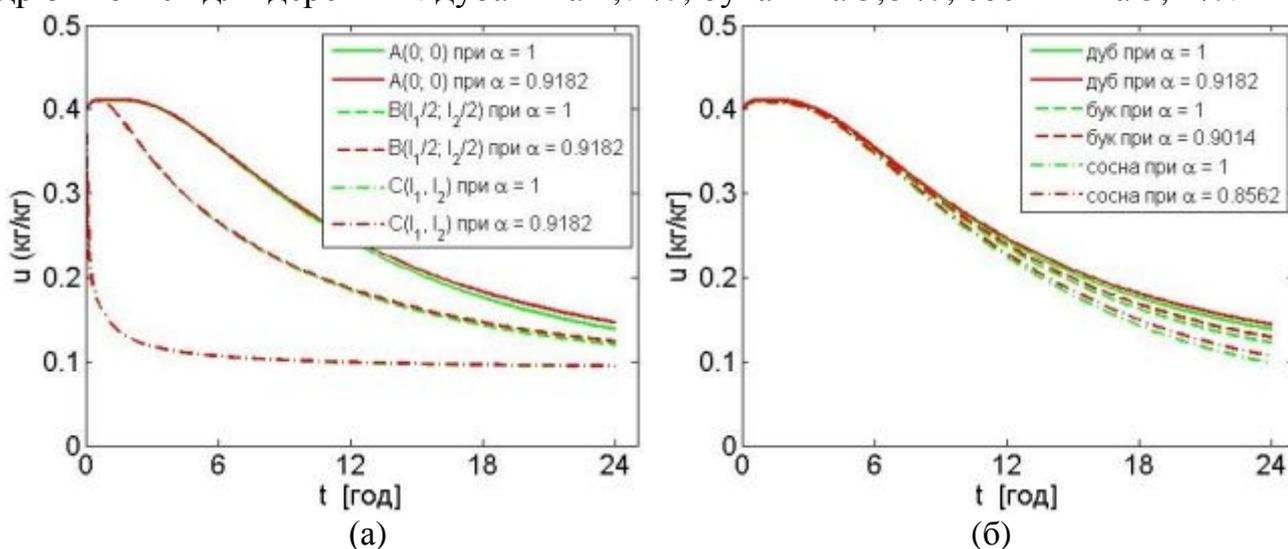 0.5
0.4
0.3
0.2
0.1
0
u (кг/кг)
A(0; 0) при α = 1
A(0; 0) при α = 0.9182
B(l₁/2; l₂/2) при α = 1
B(l₁/2; l₂/2) при α = 0.9182
C(l₁, l₂) при α = 1
C(l₁, l₂) при α = 0.9182
0 6 12 18 24
t [год]
(а)
0.5
0.4
0.3
0.2
0.1
0
u [кг/кг]
дуб при α = 1
дуб при α = 0.9182
бук при α = 1
бук при α = 0.9014
сосна при α = 1
сосна при α = 0.8562
0 6 12 18 24
t [год]
(б)